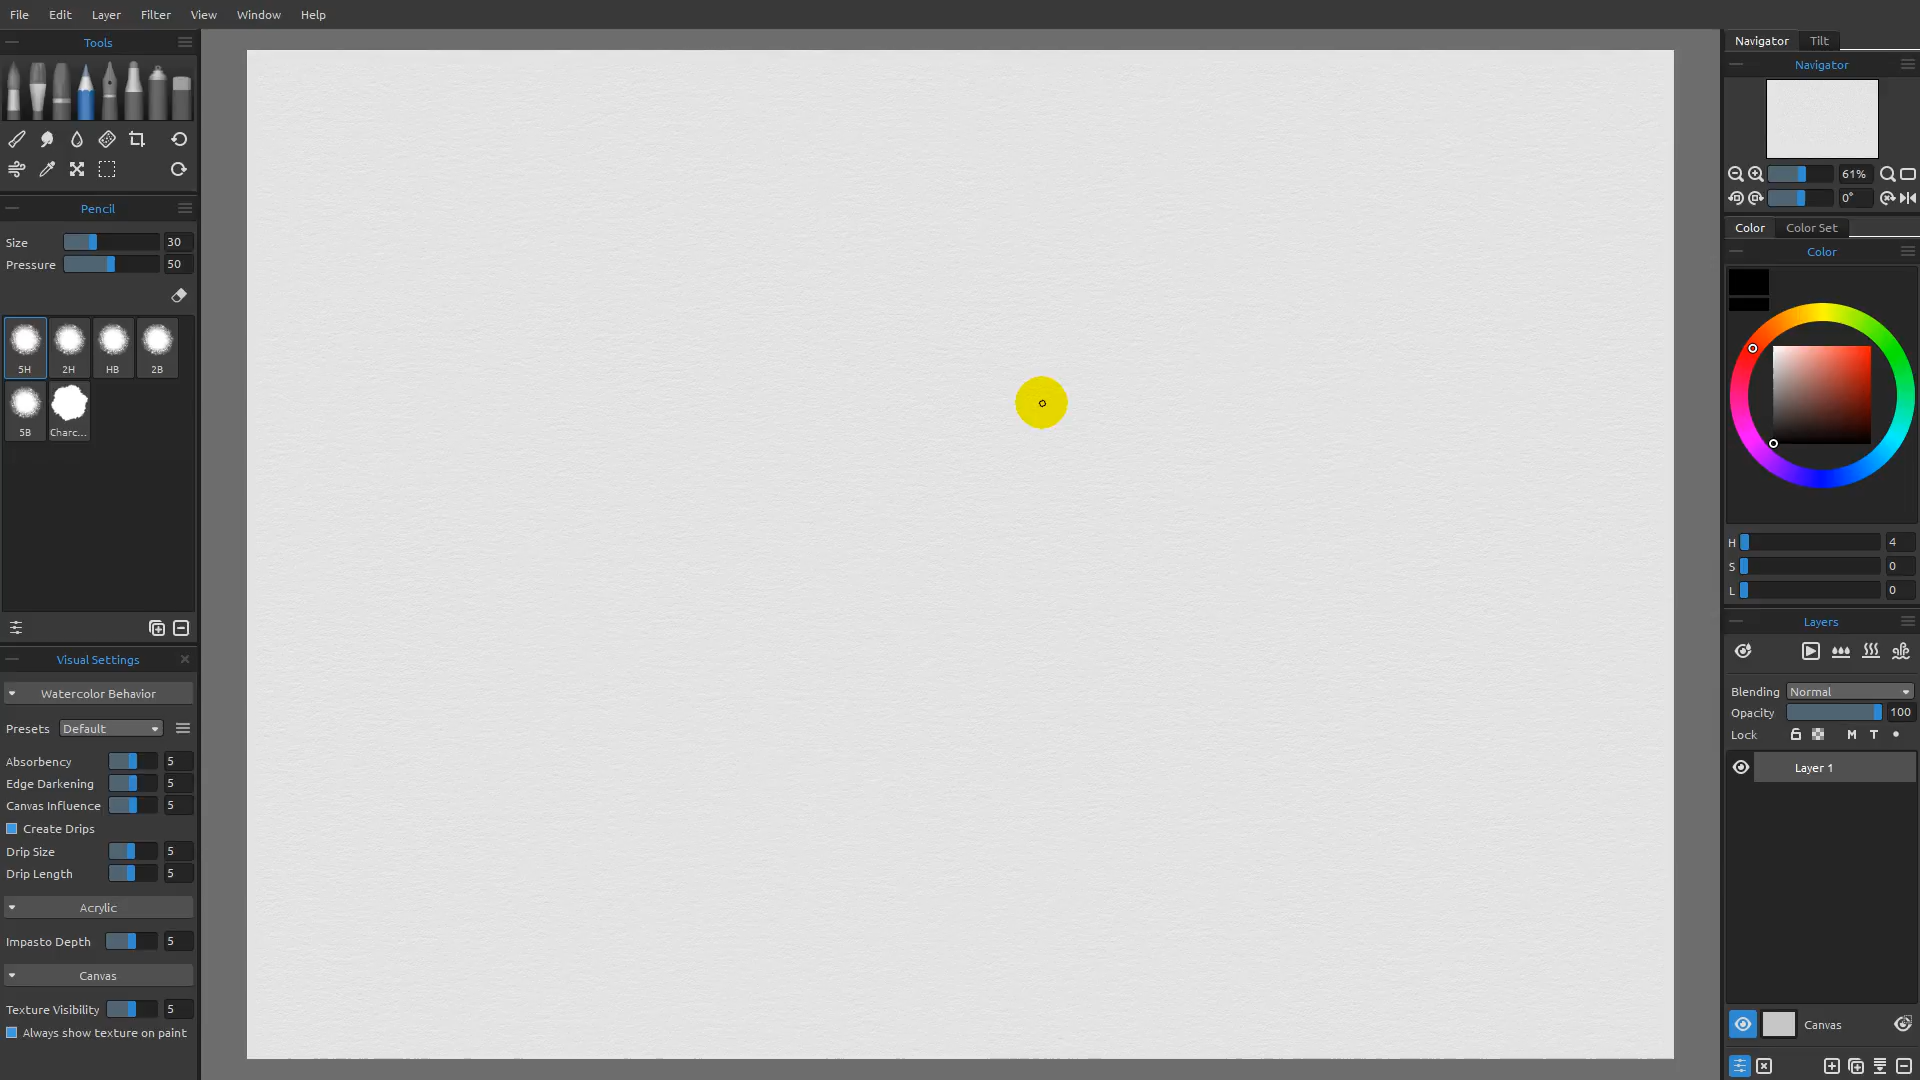 File Edit Layer Filter View Window Help
Tools
Pencil
Size 30
Pressure 50
5H 2H HB 2B
5B Charc...
Visual Settings
Watercolor Behavior
Presets Default
Absorbency 5
Edge Darkening 5
Canvas Influence 5
Create Drips
Drip Size 5
Drip Length 5
Acrylic
Impasto Depth 5
Canvas
Texture Visibility 5
Always show texture on paint
Navigator Tilt
Navigator
61%
0°
Color Color Set
Color
H 4
S 0
L 0
Layers
Blending Normal
Opacity 100
Lock M T
Layer 1
Canvas